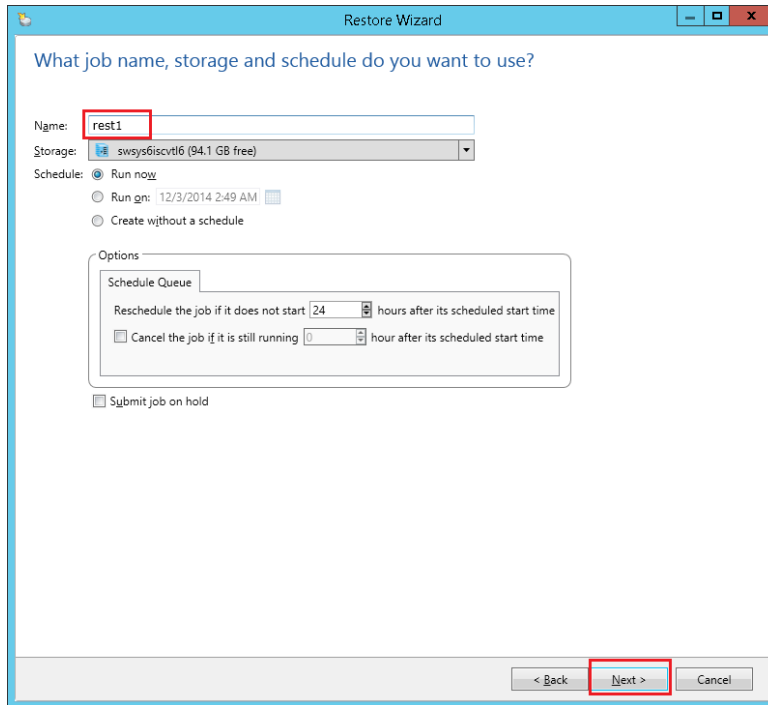 Restore Wizard
What job name, storage and schedule do you want to use?
Name: rest1
Storage: swsys6iscvtl6 (94.1 GB free)
Schedule: Run now
Run on: 12/3/2014 2:49 AM
Create without a schedule
Options
Schedule Queue
Reschedule the job if it does not start 24 hours after its scheduled start time
Cancel the job if it is still running 0 hour after its scheduled start time
Submit job on hold
< Back Next > Cancel